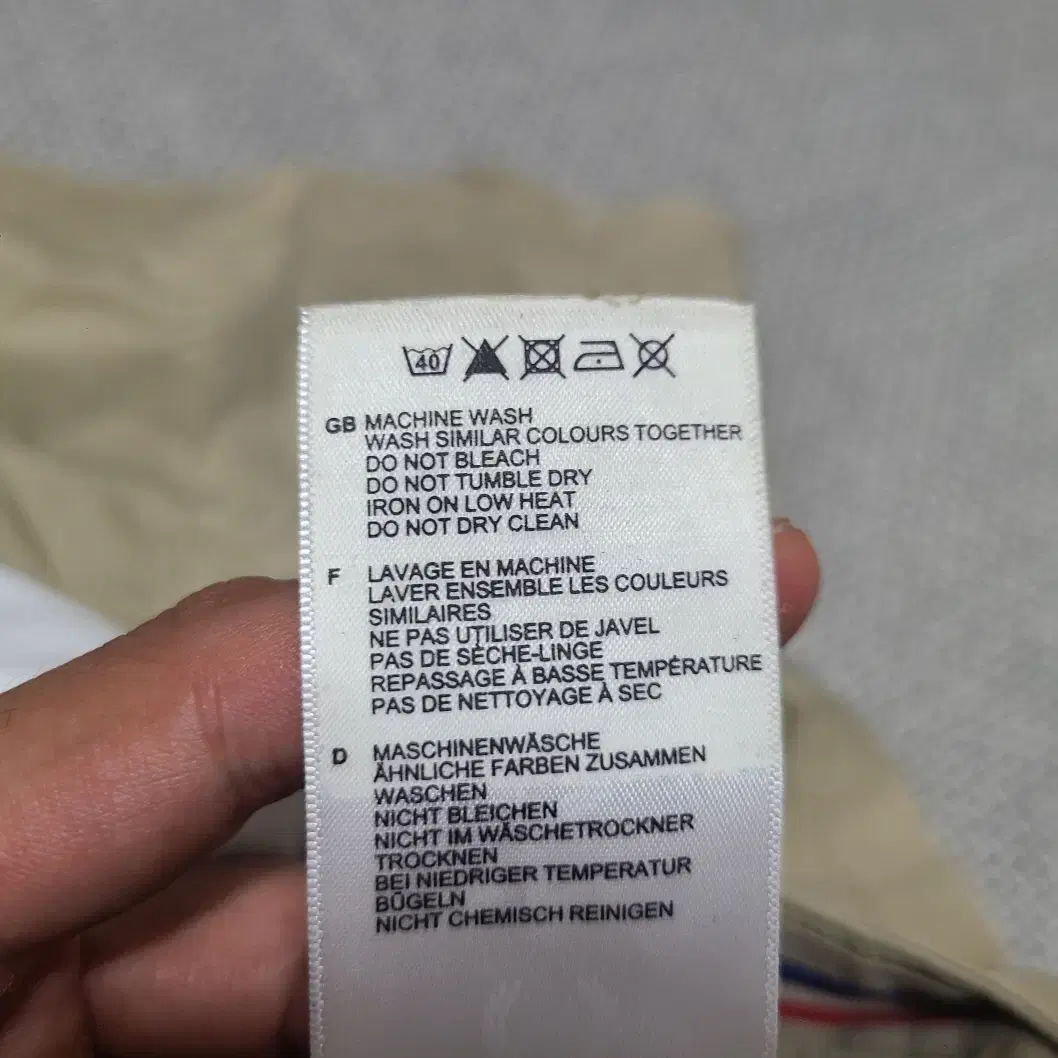 40
GB MACHINE WASH
WASH SIMILAR COLOURS TOGETHER
DO NOT BLEACH
DO NOT TUMBLE DRY
IRON ON LOW HEAT
DO NOT DRY CLEAN
F LAVAGE EN MACHINE
LAVER ENSEMBLE LES COULEURS
SIMILAIRES
NE PAS UTILISER DE JAVEL
PAS DE SÈCHE-LINGE
REPASSAGE À BASSE TEMPÉRATURE
PAS DE NETTOYAGE À SEC
D MASCHINENWÄSCHE
ÄHNLICHE FARBEN ZUSAMMEN
WASCHEN
NICHT BLEICHEN
NICHT IM WÄSCHETROCKNER
TROCKNEN
BEI NIEDRIGER TEMPERATUR
BÜGELN
NICHT CHEMISCH REINIGEN